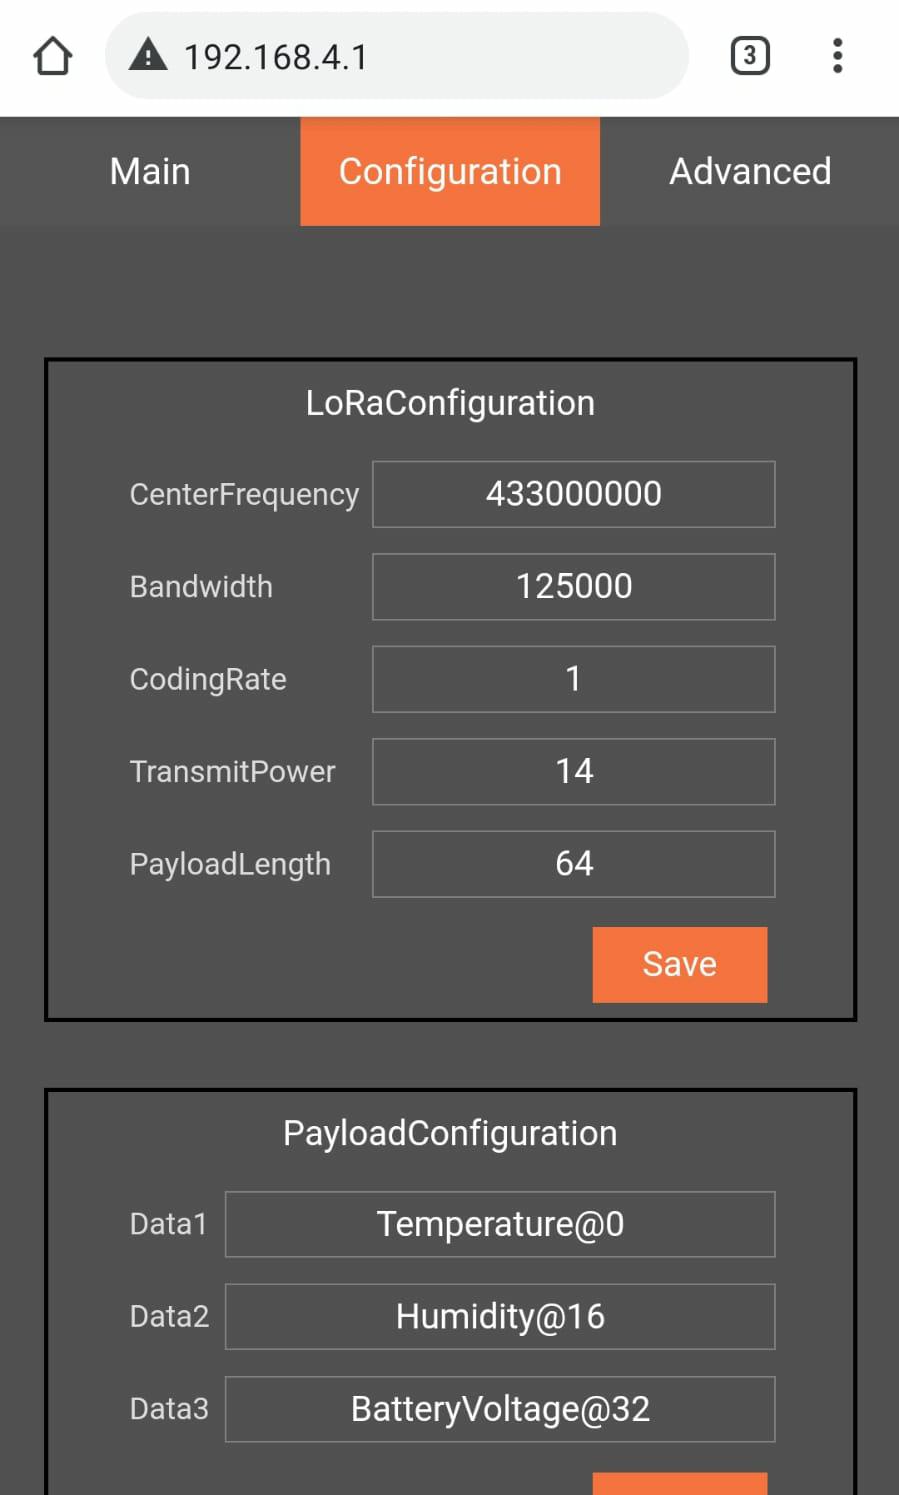 192.168.4.1
3
Main Configuration Advanced
LoRaConfiguration
CenterFrequency 433000000
Bandwidth 125000
CodingRate 1
TransmitPower 14
PayloadLength 64
Save
PayloadConfiguration
Data1 Temperature@0
Data2 Humidity@16
Data3 BatteryVoltage@32